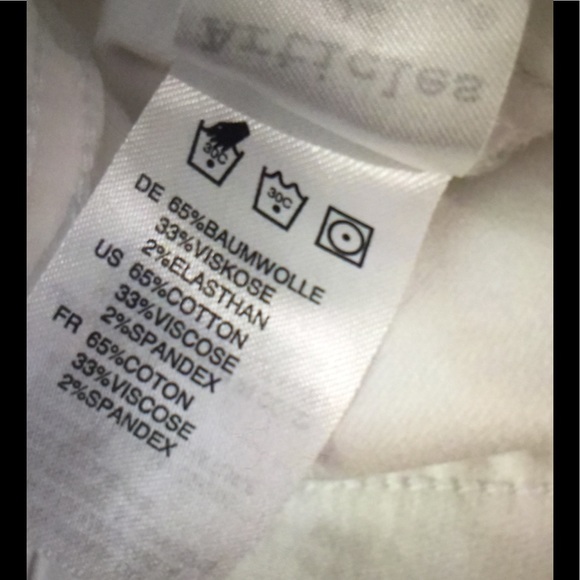 Articles
30C
30C
DE 65%BAUMWOLLE
33%VISKOSE
2%ELASTHAN
US 65%COTTON
33%VISCOSE
2%SPANDEX
FR 65%COTON
33%VISCOSE
2%SPANDEX